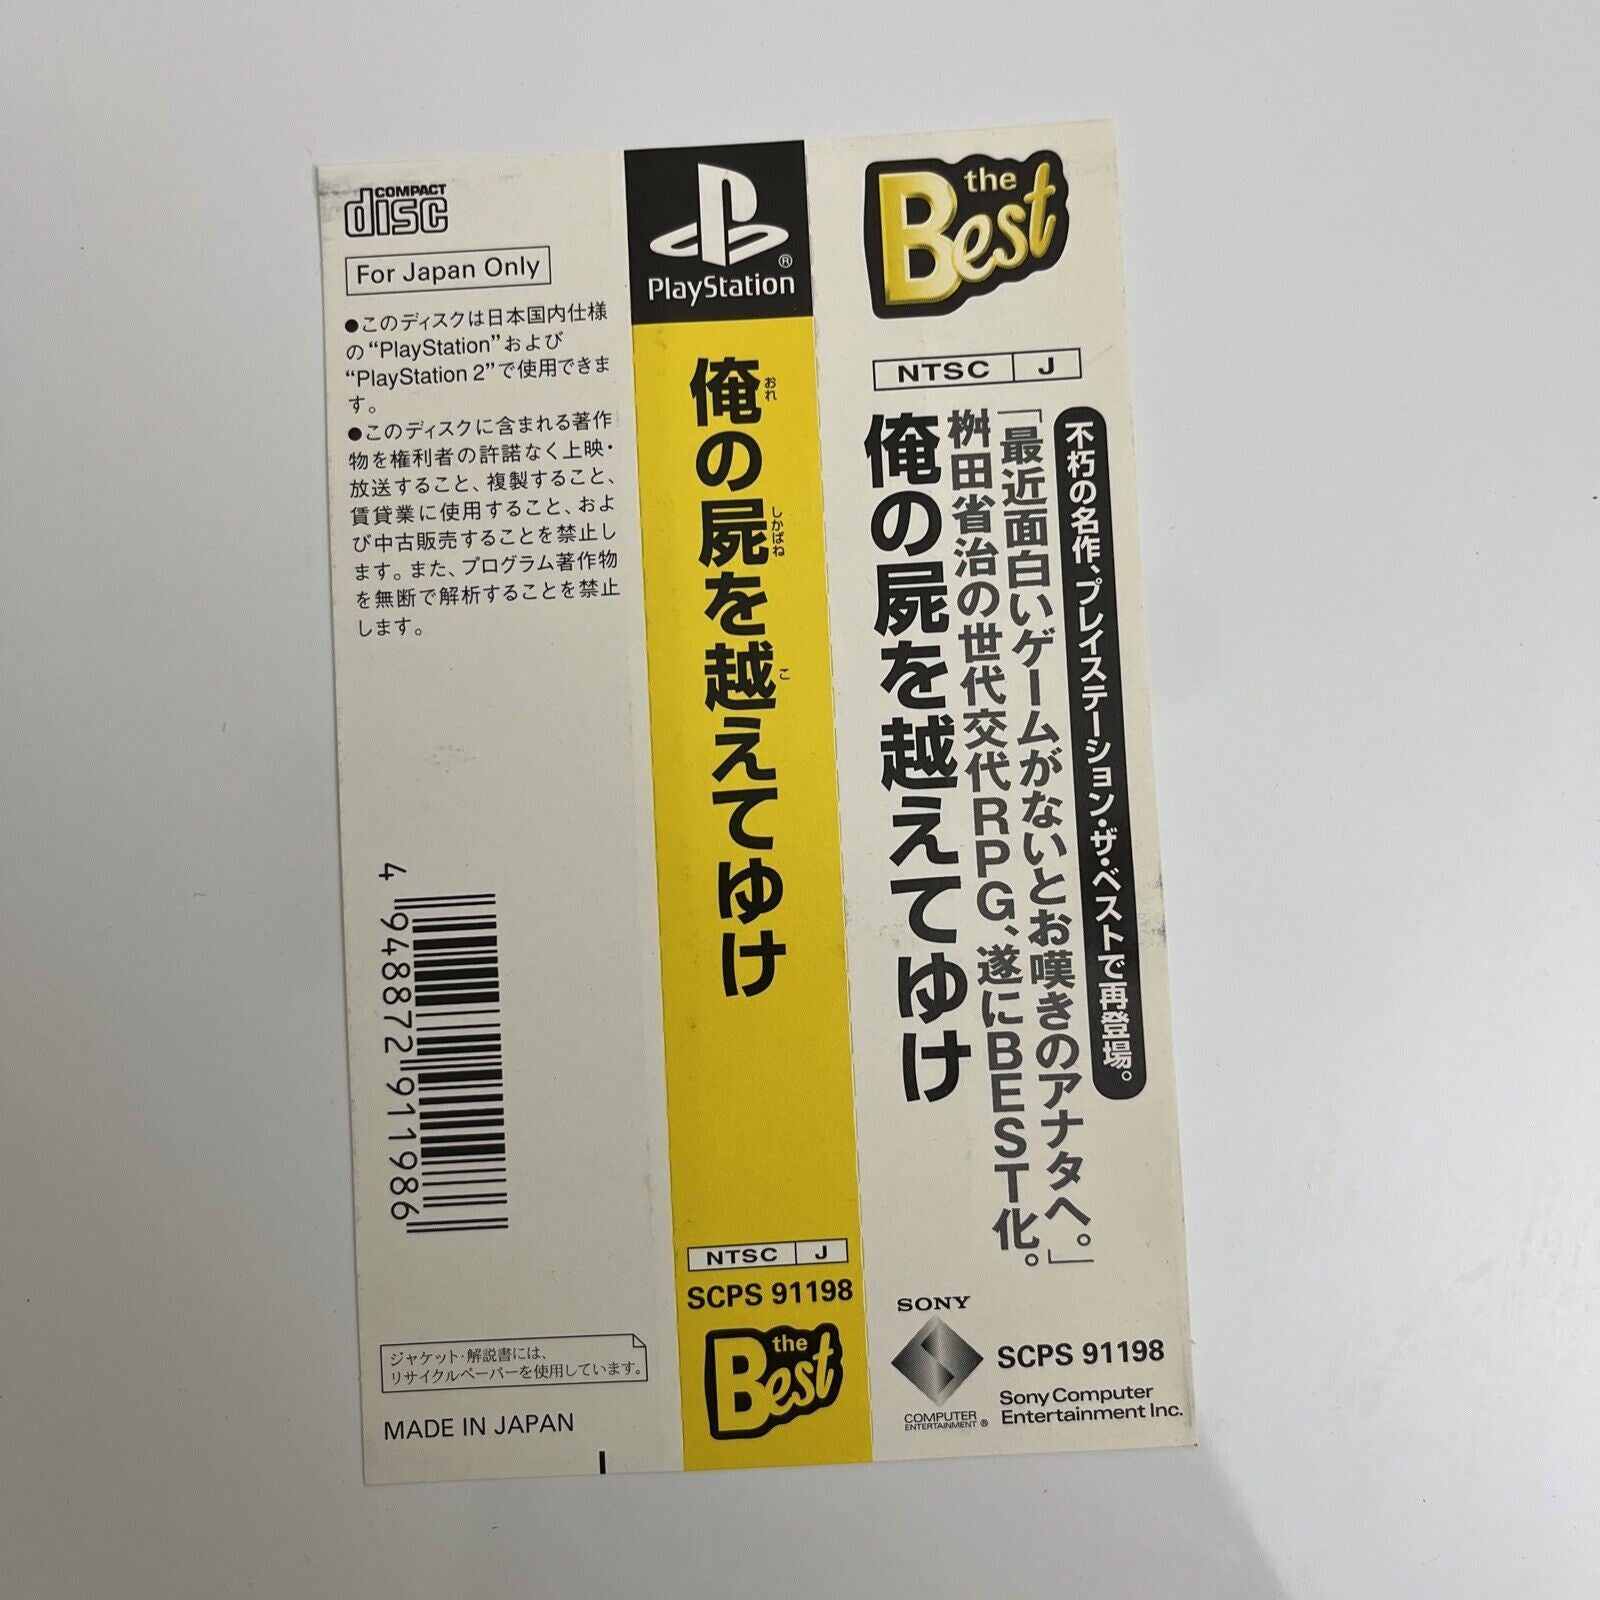 COMPACT
disc
For Japan Only
●このディスクは日本国内仕様
の“PlayStation”および
“PlayStation 2”で使用できま
す。
●このディスクに含まれる著作
物を権利者の許諾なく上映・
放送すること、複製すること、
賃貸業に使用すること、およ
び中古販売することを禁止し
ます。また、プログラム著作物
を無断で解析することを禁止
します。
4 948872 911986
ジャケット・解説書には、
リサイクルペーパーを使用しています。
MADE IN JAPAN
PlayStation
®
俺の屍を越えてゆけ
おれ
しかばね
こ
NTSC J
SCPS 91198
the
Best
the
Best
NTSC J
不朽の名作、プレイステーション・ザ・ベストで再登場。
「最近面白いゲームがないとお嘆きのアナタへ。」
桝田省治の世代交代RPG、遂にBEST化。
俺の屍を越えてゆけ
SONY
COMPUTER
ENTERTAINMENT ®
SCPS 91198
Sony Computer
Entertainment Inc.